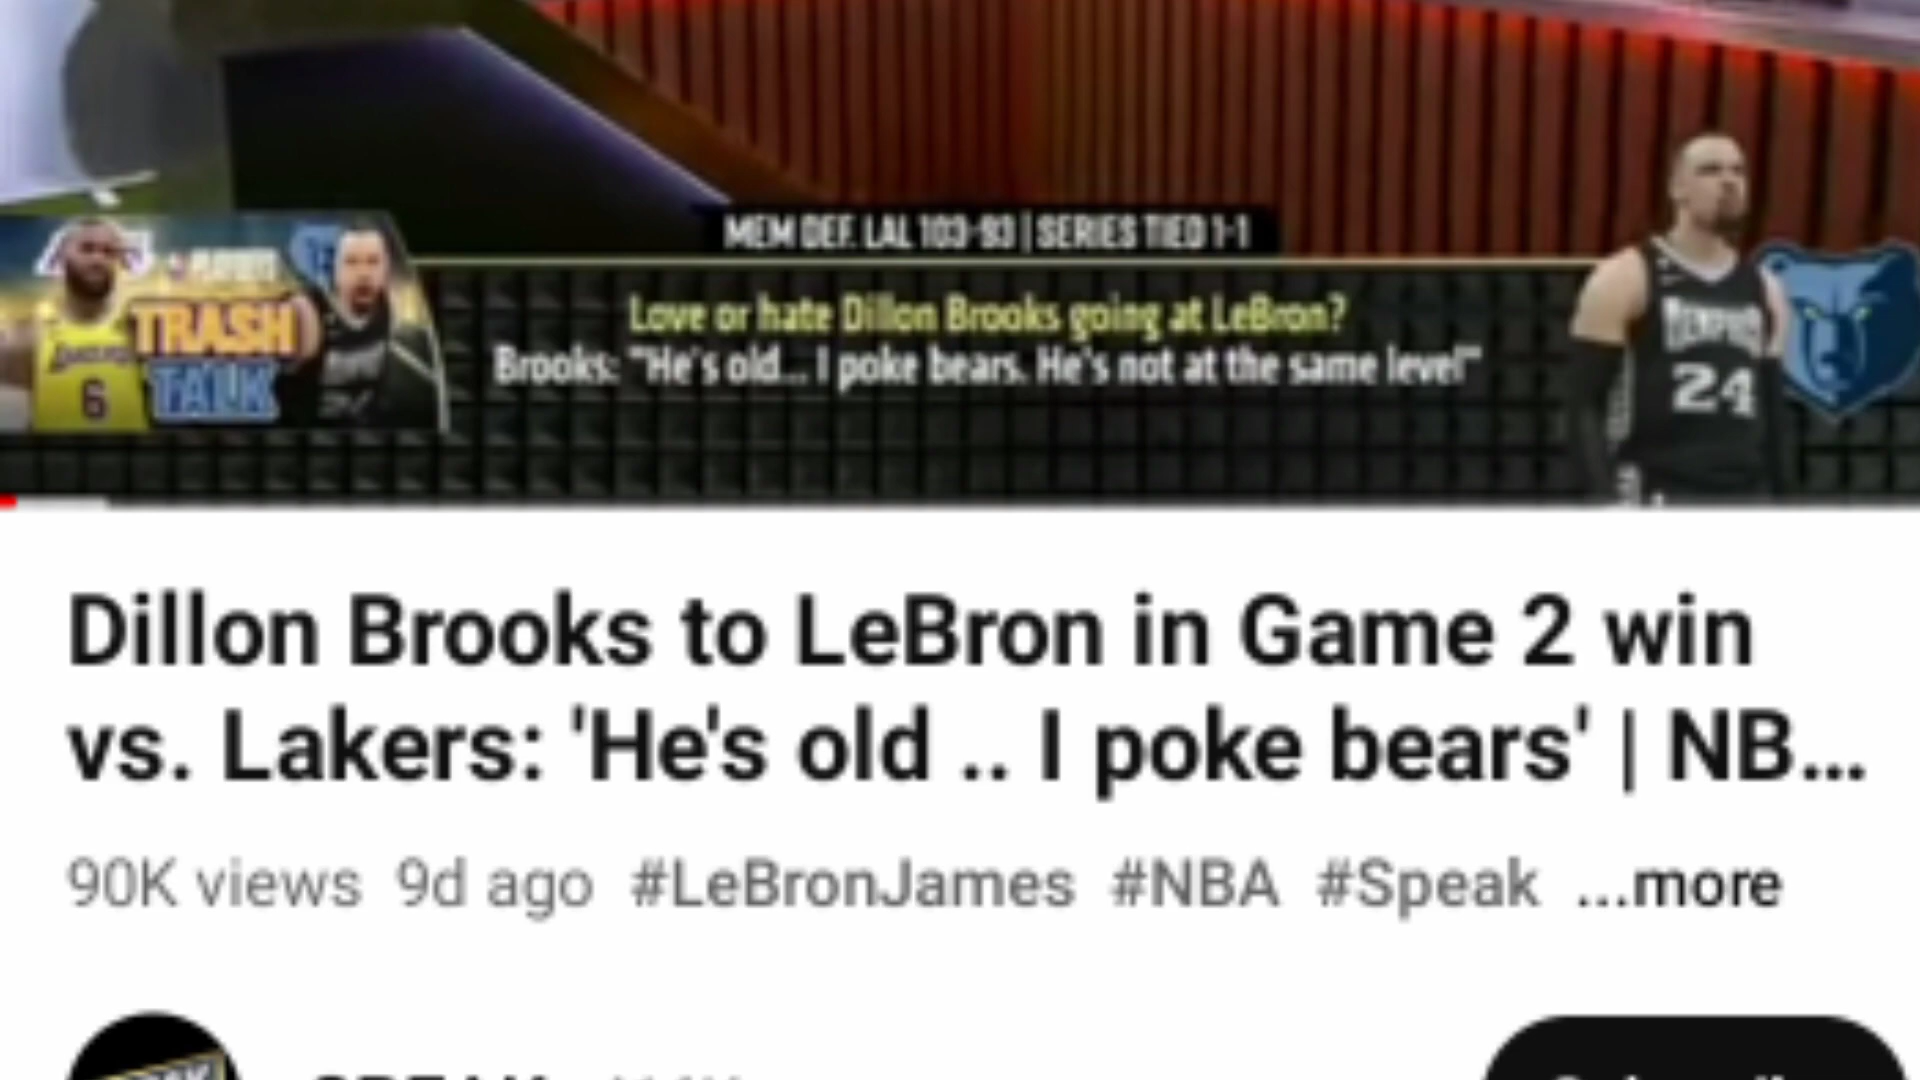 MEM DEF. LAL 103-93 | SERIES TIED 1-1
TRASH
TALK
6
Love or hate Dillon Brooks going at LeBron?
Brooks: "He's old... I poke bears. He's not at the same level"
24
Dillon Brooks to LeBron in Game 2 win
vs. Lakers: 'He's old .. I poke bears' | NB...
90K views 9d ago #LeBronJames #NBA #Speak ...more